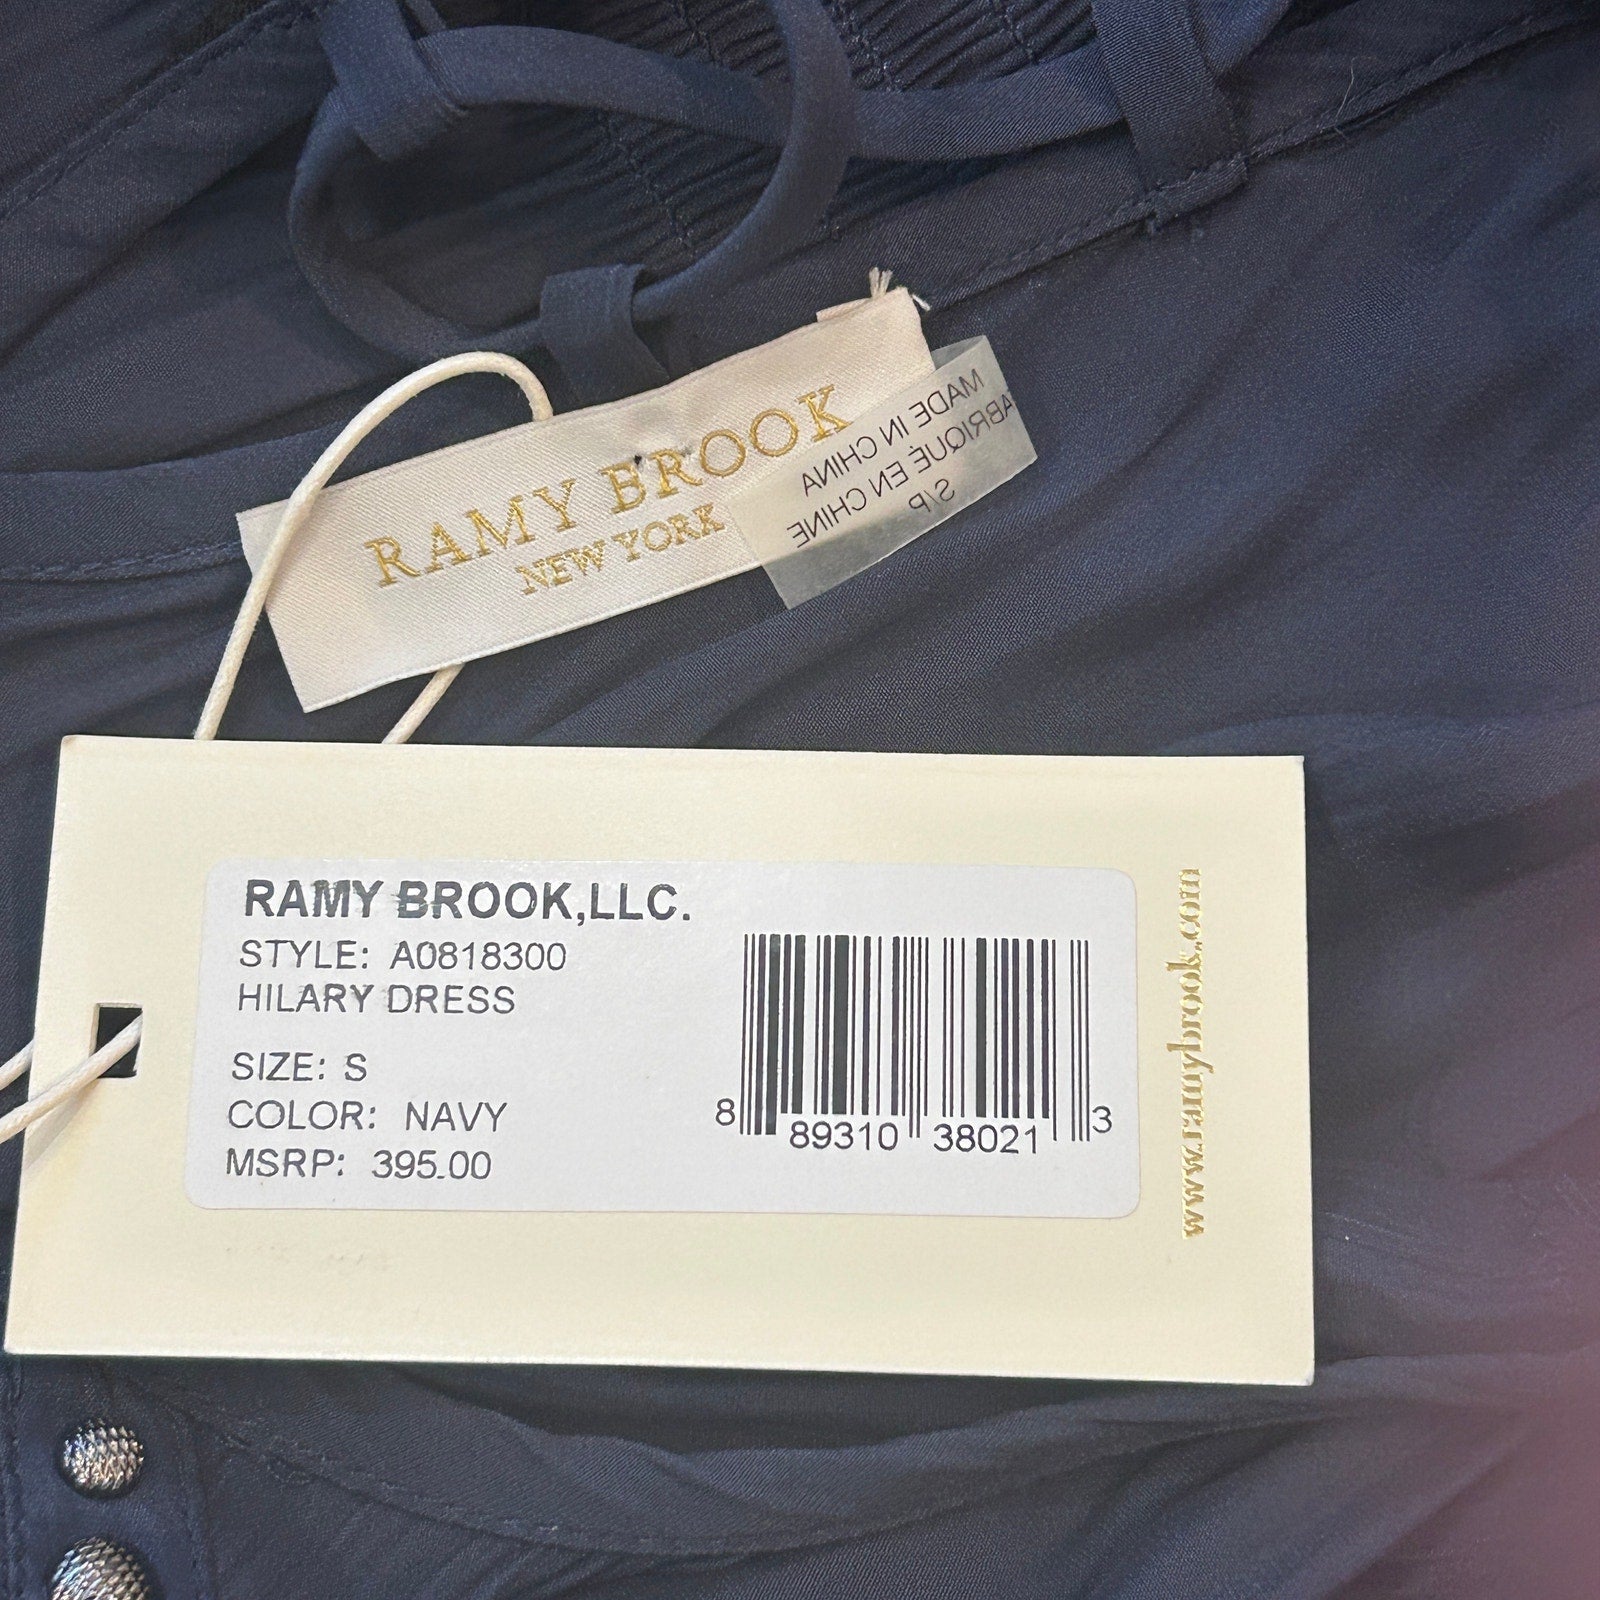 RAMY BROOK
NEW YORK
MADE IN CHINA
ABRIQUÉ EN CHINE
S/P
RAMY BROOK,LLC.
STYLE: A0818300
HILARY DRESS
SIZE: S
COLOR: NAVY
MSRP: 395.00
8 89310 38021 3
www.ramybrook.com